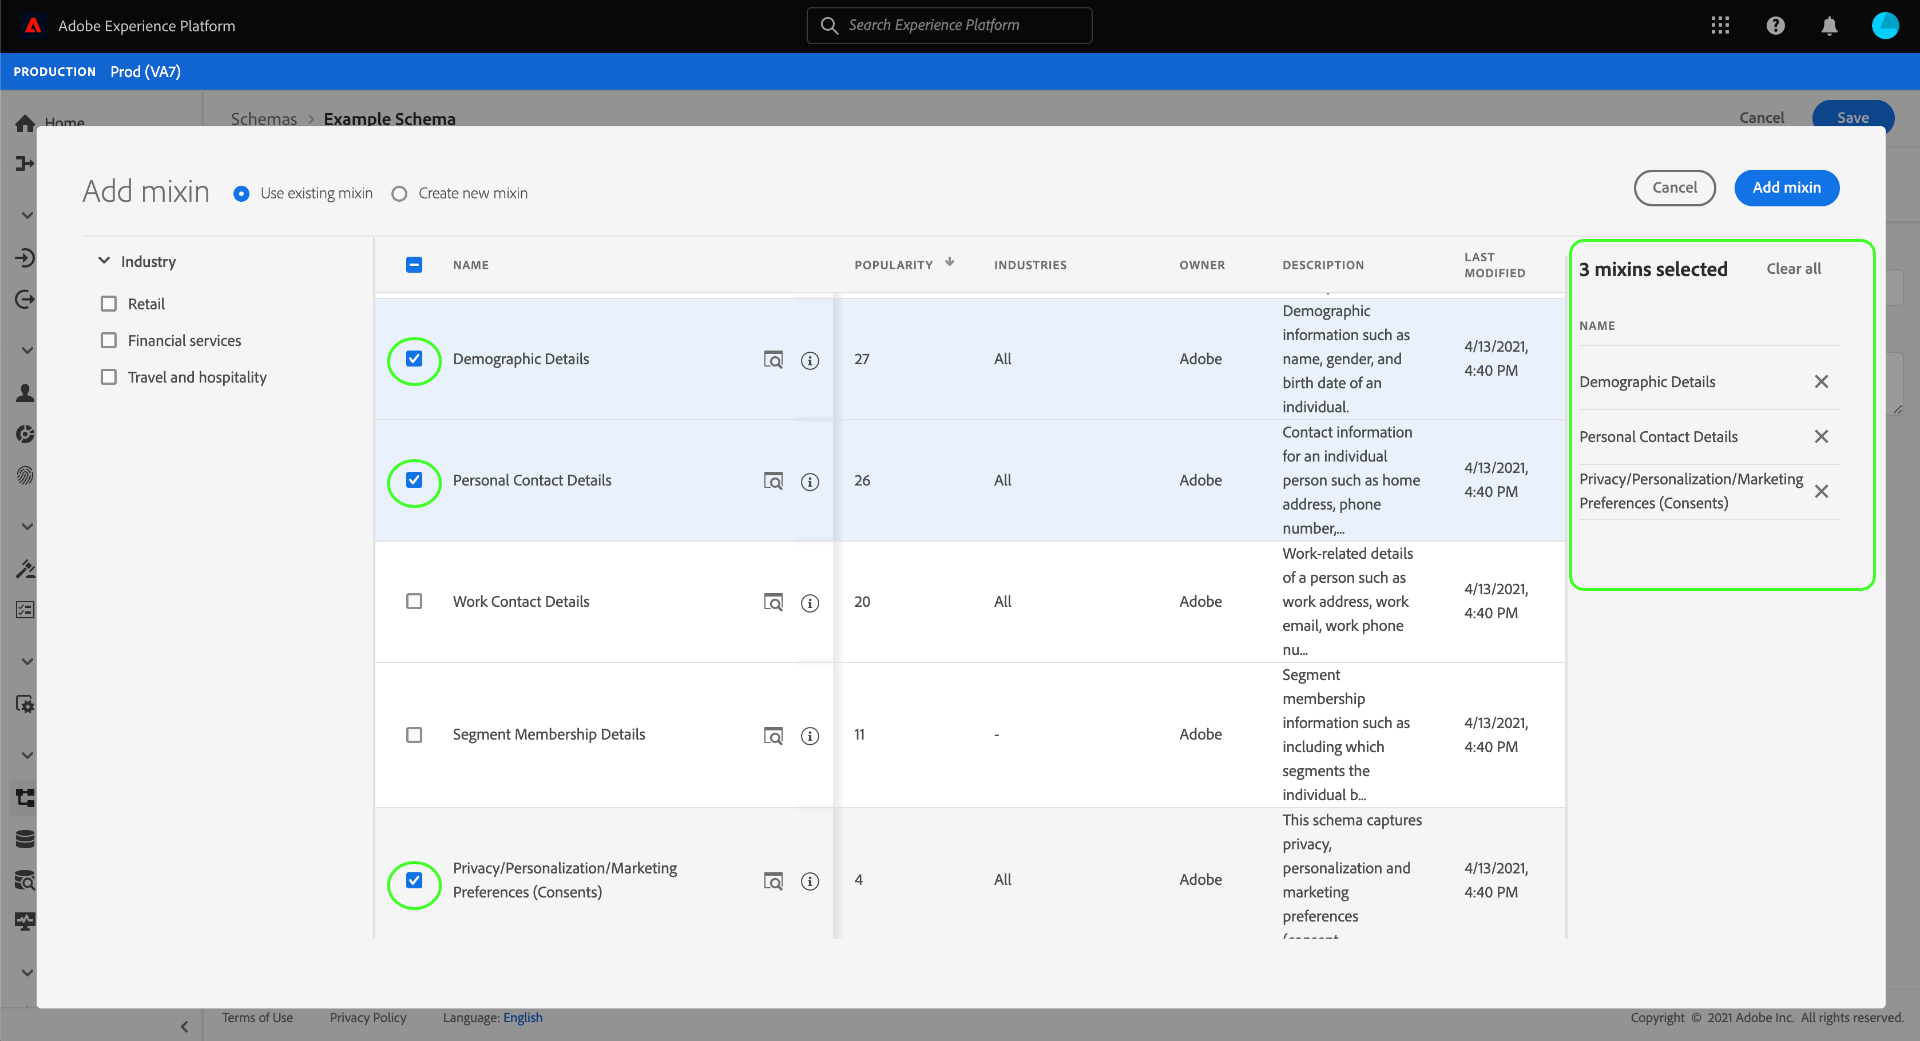 Adobe Experience Platform
Search Experience Platform
PRODUCTION Prod (VA7)
Home
Schemas > Example Schema
Cancel
Save
Add mixin
Use existing mixin
Create new mixin
Cancel
Add mixin
Industry
Retail
Financial services
Travel and hospitality
NAME
POPULARITY
INDUSTRIES
OWNER
DESCRIPTION
LAST
MODIFIED
Demographic Details
27
All
Adobe
Demographic
information such as
name, gender, and
birth date of an
individual.
4/13/2021,
4:40 PM
Personal Contact Details
26
All
Adobe
Contact information
for an individual
person such as home
address, phone
number,...
4/13/2021,
4:40 PM
Work Contact Details
20
All
Adobe
Work-related details
of a person such as
work address, work
email, work phone
nu...
4/13/2021,
4:40 PM
Segment Membership Details
11
-
Adobe
Segment
membership
information such as
including which
segments the
individual b...
4/13/2021,
4:40 PM
Privacy/Personalization/Marketing
Preferences (Consents)
4
All
Adobe
This schema captures
privacy,
personalization and
marketing
preferences
4/13/2021,
4:40 PM
3 mixins selected
Clear all
NAME
Demographic Details
Personal Contact Details
Privacy/Personalization/Marketing
Preferences (Consents)
Terms of Use
Privacy Policy
Language: English
Copyright © 2021 Adobe Inc. All rights reserved.